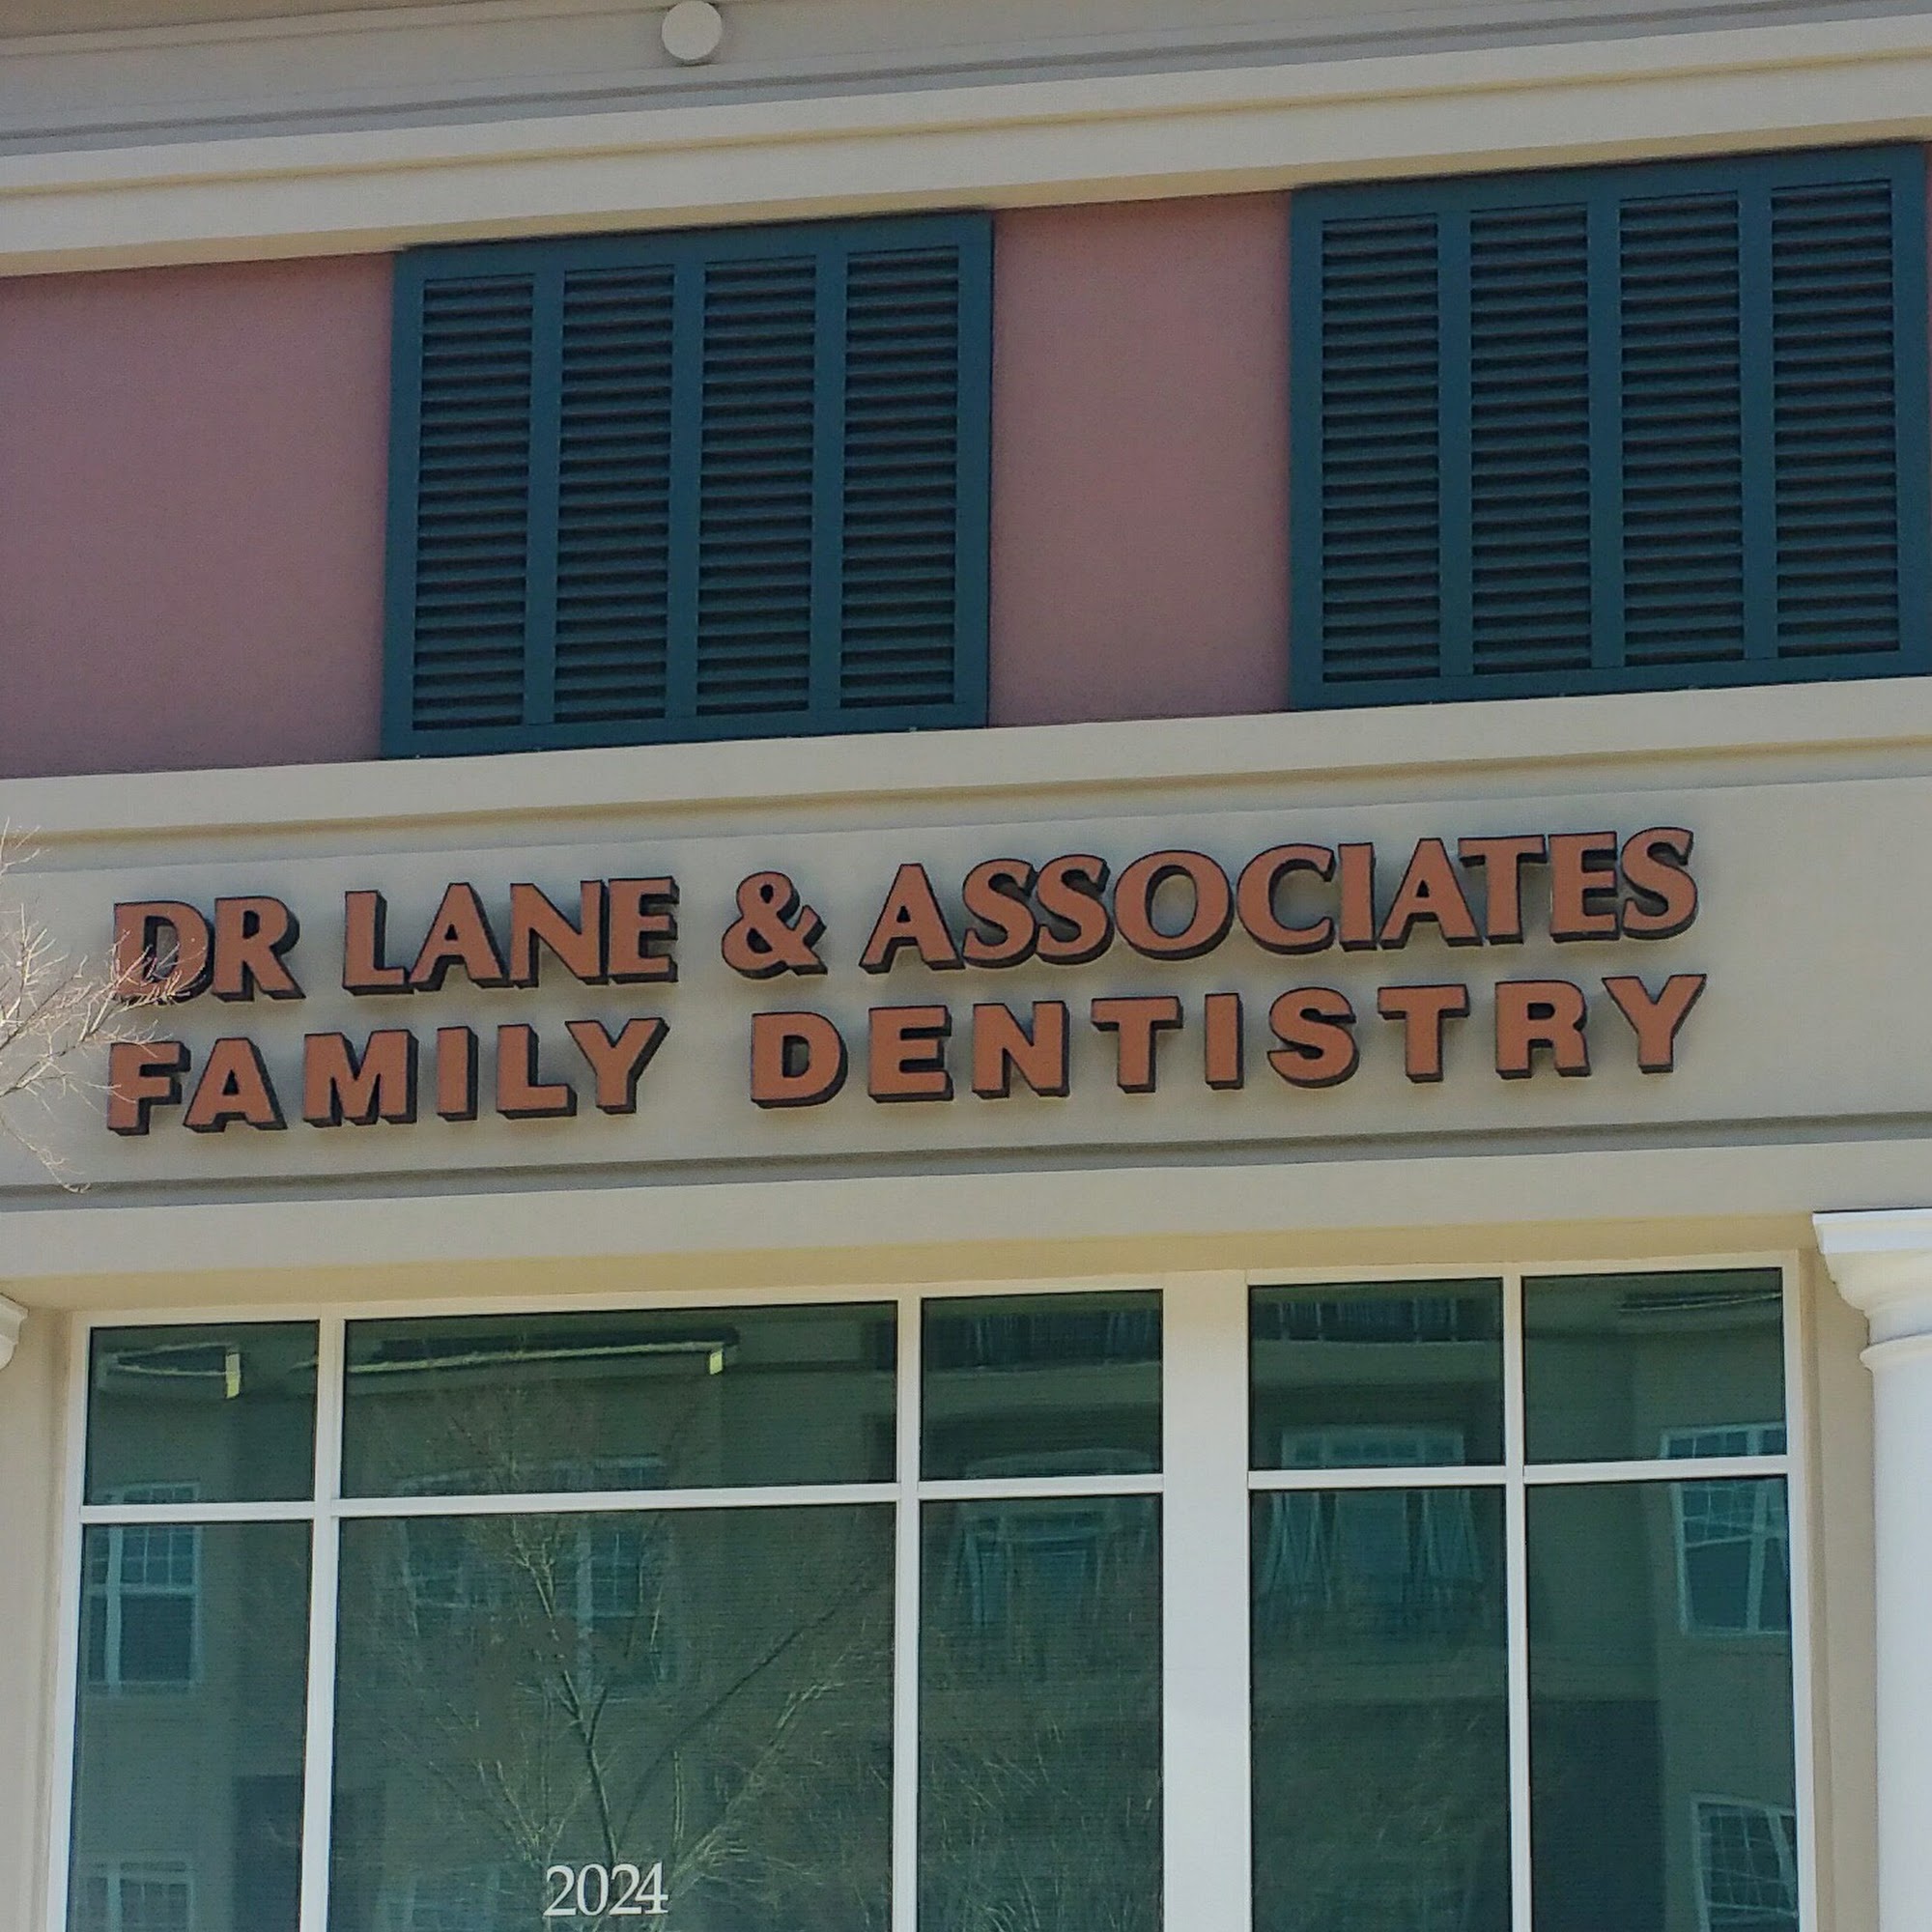 DR LANE & ASSOCIATES
FAMILY DENTISTRY
2024